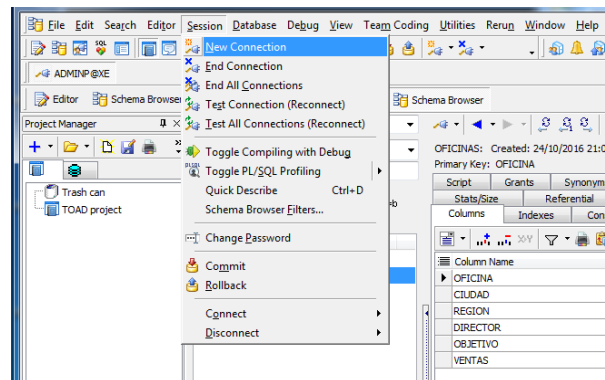 File Edit Search Editor Session Database Debug View Team Coding Utilities Rerun Window Help
SQL
ADMINP@XE
Editor Schema Browser
Schema Browser
Project Manager
Trash can
TOAD project
New Connection
End Connection
End All Connections
Test Connection (Reconnect)
Test All Connections (Reconnect)
Toggle Compiling with Debug
Toggle PL/SQL Profiling
Quick Describe Ctrl+D
Schema Browser Filters...
Change Password
Commit
Rollback
Connect
Disconnect
OFICINAS: Created: 24/10/2016 21:0
Primary Key: OFICINA
Script Grants Synonym
Stats/Size Referential
Columns Indexes Con
Column Name
OFICINA
CIUDAD
REGION
DIRECTOR
OBJETIVO
VENTAS